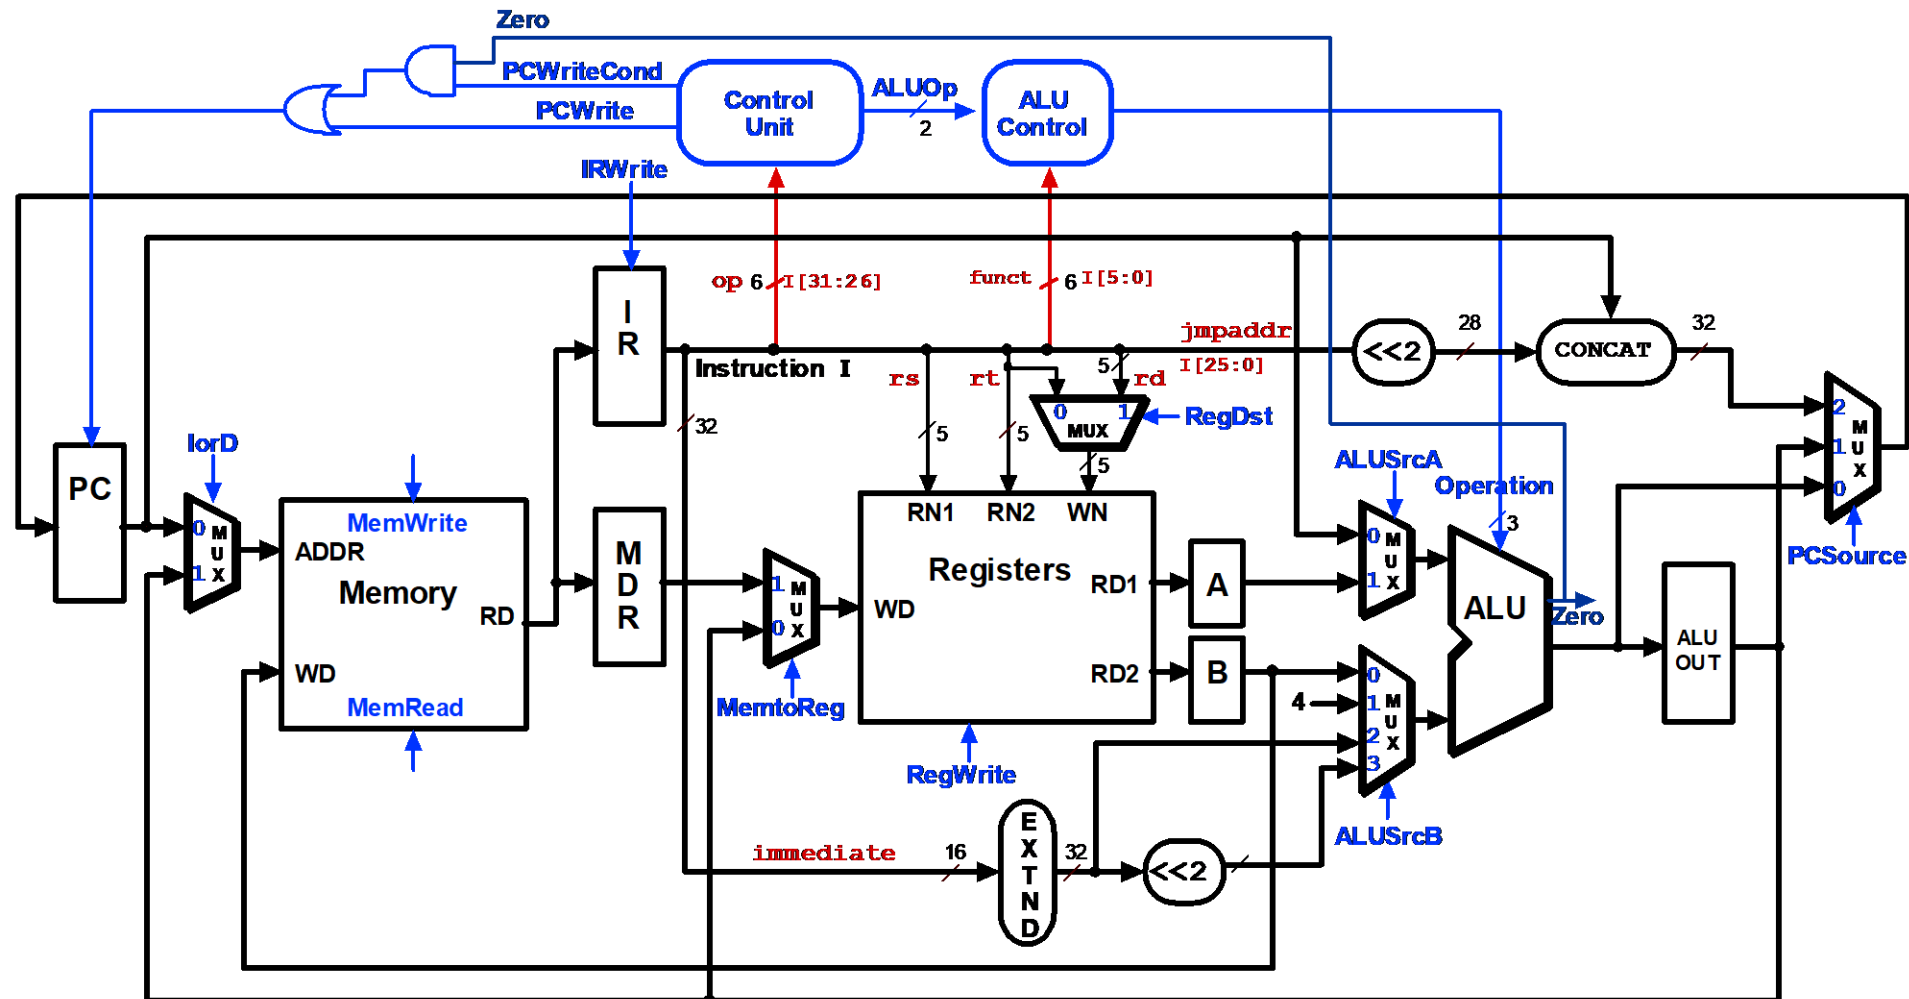 Zero
PCWriteCond
PCWrite
Control
Unit
ALUOp
2
ALU
Control
IRWrite
op 6 I[31:26]
funct 6 I[5:0]
I
R
Instruction I
jmpaddr
I[25:0]
rs
rt
5
rd
<<2
28
CONCAT
32
32
5
5
0 1
MUX
RegDst
5
2
1
0
M
U
X
PCSource
PC
IorD
0
1
M
U
X
MemWrite
ADDR
Memory
RD
WD
MemRead
M
D
R
1
0
M
U
X
MemtoReg
RN1 RN2 WN
Registers
RD1
WD
RD2
RegWrite
A
B
4
ALUSrcA
0
1
M
U
X
Operation
3
ALU
Zero
0
1
2
3
M
U
X
ALUSrcB
ALU
OUT
immediate
16
E
X
T
N
D
32
<<2